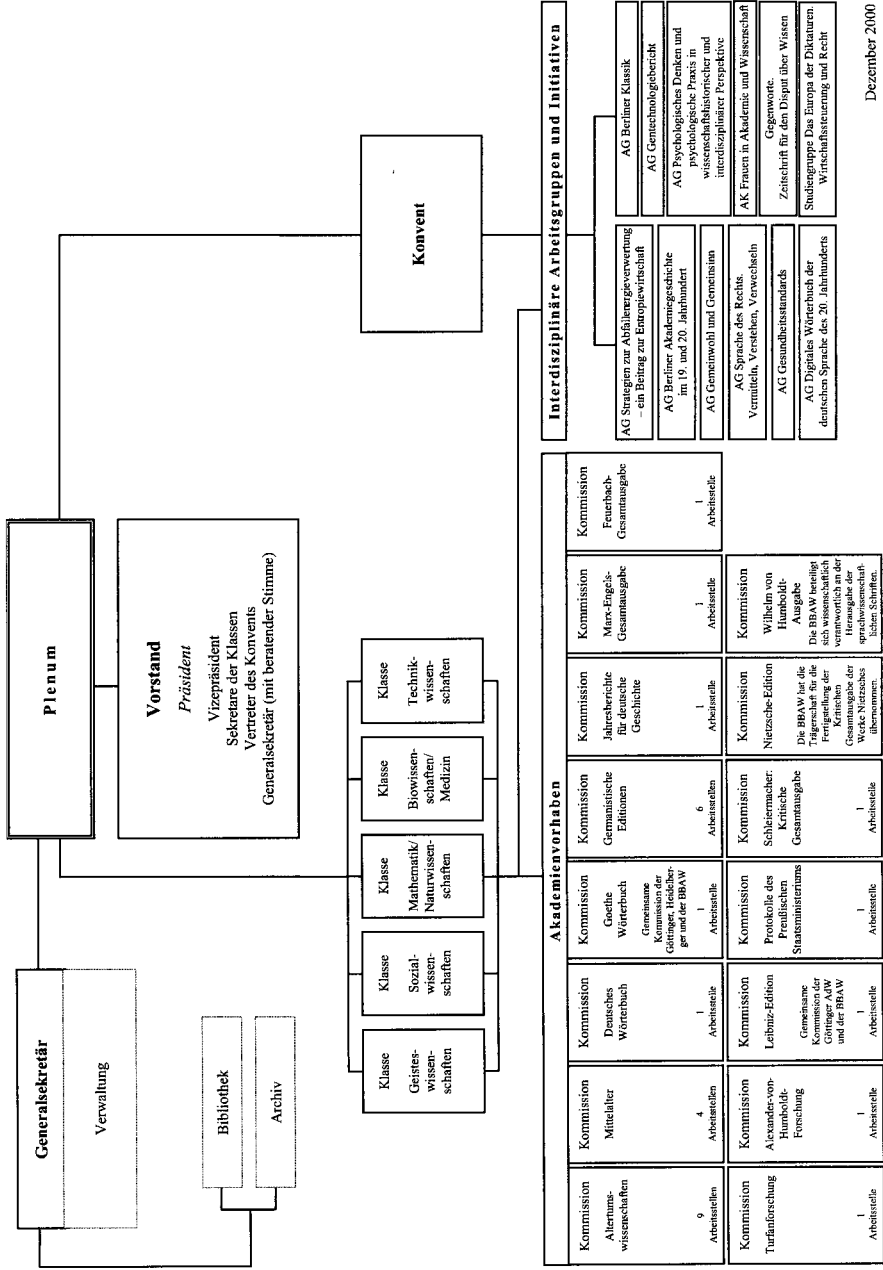 Plenum
Generalsekretär
Verwaltung
Bibliothek
Archiv
Vorstand
Präsident
Vizepräsident
Sekretare der Klassen
Vertreter des Konvents
Generalsekretär (mit beratender Stimme)
Konvent
Klasse
Geistes-
wissen-
schaften
Klasse
Sozial-
wissen-
schaften
Klasse
Mathematik/
Naturwissen-
schaften
Klasse
Biowissen-
schaften/
Medizin
Klasse
Technik-
wissen-
schaften
Akademienvorhaben
Kommission
Altertums-
wissenschaften
9
Arbeitsstellen
Kommission
Mittelalter
4
Arbeitsstellen
Kommission
Deutsches
Wörterbuch
1
Arbeitsstelle
Kommission
Goethe
Wörterbuch
Gemeinsame
Kommission der
Göttinger, Heidelber-
ger und der BBAW
1
Arbeitsstelle
Kommission
Germanistische
Editionen
6
Arbeitsstellen
Kommission
Jahresberichte
für deutsche
Geschichte
1
Arbeitsstelle
Kommission
Marx-Engels-
Gesamtausgabe
1
Arbeitsstelle
Kommission
Feuerbach-
Gesamtausgabe
1
Arbeitsstelle
Kommission
Turfanforschung
1
Arbeitsstelle
Kommission
Alexander-von-
Humboldt-
Forschung
1
Arbeitsstelle
Kommission
Leibniz-Edition
Gemeinsame
Kommission der
Göttinger AdW
und der BBAW
1
Arbeitsstelle
Kommission
Protokolle des
Preußischen
Staatsministeriums
1
Arbeitsstelle
Kommission
Schleiermacher:
Kritische
Gesamtausgabe
1
Arbeitsstelle
Kommission
Nietzsche-Edition
Die BBAW hat die
Trägerschaft für die
Fertigstellung der
Kritischen
Gesamtausgabe der
Werke Nietzsches
übernommen.
Kommission
Wilhelm von
Humboldt-
Ausgabe
Die BBAW beteiligt
sich wissenschaftlich
verantwortlich an der
Herausgabe der
sprachwissenschaft-
lichen Schriften.
Interdisziplinäre Arbeitsgruppen und Initiativen
AG Strategien zur Abfallenergieverwertung
– ein Beitrag zur Entropiewirtschaft
AG Berliner Akademiegeschichte
im 19. und 20. Jahrhundert
AG Gemeinwohl und Gemeinsinn
AG Sprache des Rechts.
Vermitteln, Verstehen, Verwechseln
AG Gesundheitsstandards
AG Digitales Wörterbuch der
deutschen Sprache des 20. Jahrhunderts
AG Berliner Klassik
AG Gentechnologiebericht
AG Psychologisches Denken und
psychologische Praxis in
wissenschaftshistorischer und
interdisziplinärer Perspektive
AK Frauen in Akademie und Wissenschaft
Gegenworte.
Zeitschrift für den Disput über Wissen
Studiengruppe Das Europa der Diktaturen.
Wirtschaftssteuerung und Recht
Dezember 2000